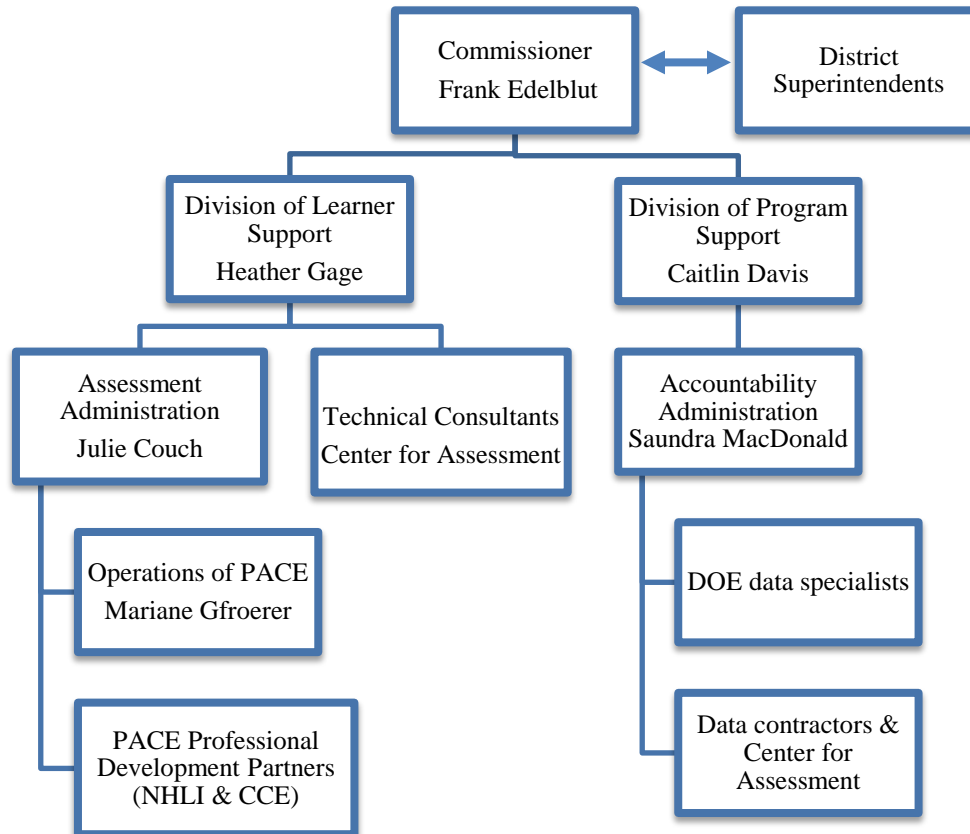 Commissioner
Frank Edelblut
District
Superintendents
Division of Learner
Support
Heather Gage
Division of Program
Support
Caitlin Davis
Assessment
Administration
Julie Couch
Technical Consultants
Center for Assessment
Accountability
Administration
Saundra MacDonald
Operations of PACE
Mariane Gfroerer
DOE data specialists
PACE Professional
Development Partners
(NHLI & CCE)
Data contractors &
Center for
Assessment